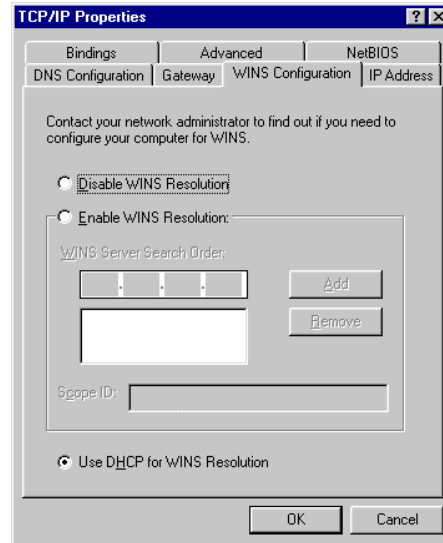 TCP/IP Properties
Bindings
Advanced
NetBIOS
DNS Configuration
Gateway
WINS Configuration
IP Address
Contact your network administrator to find out if you need to
configure your computer for WINS.
Disable WINS Resolution
Enable WINS Resolution:
WINS Server Search Order:
Add
Remove
Scope ID:
Use DHCP for WINS Resolution
OK
Cancel